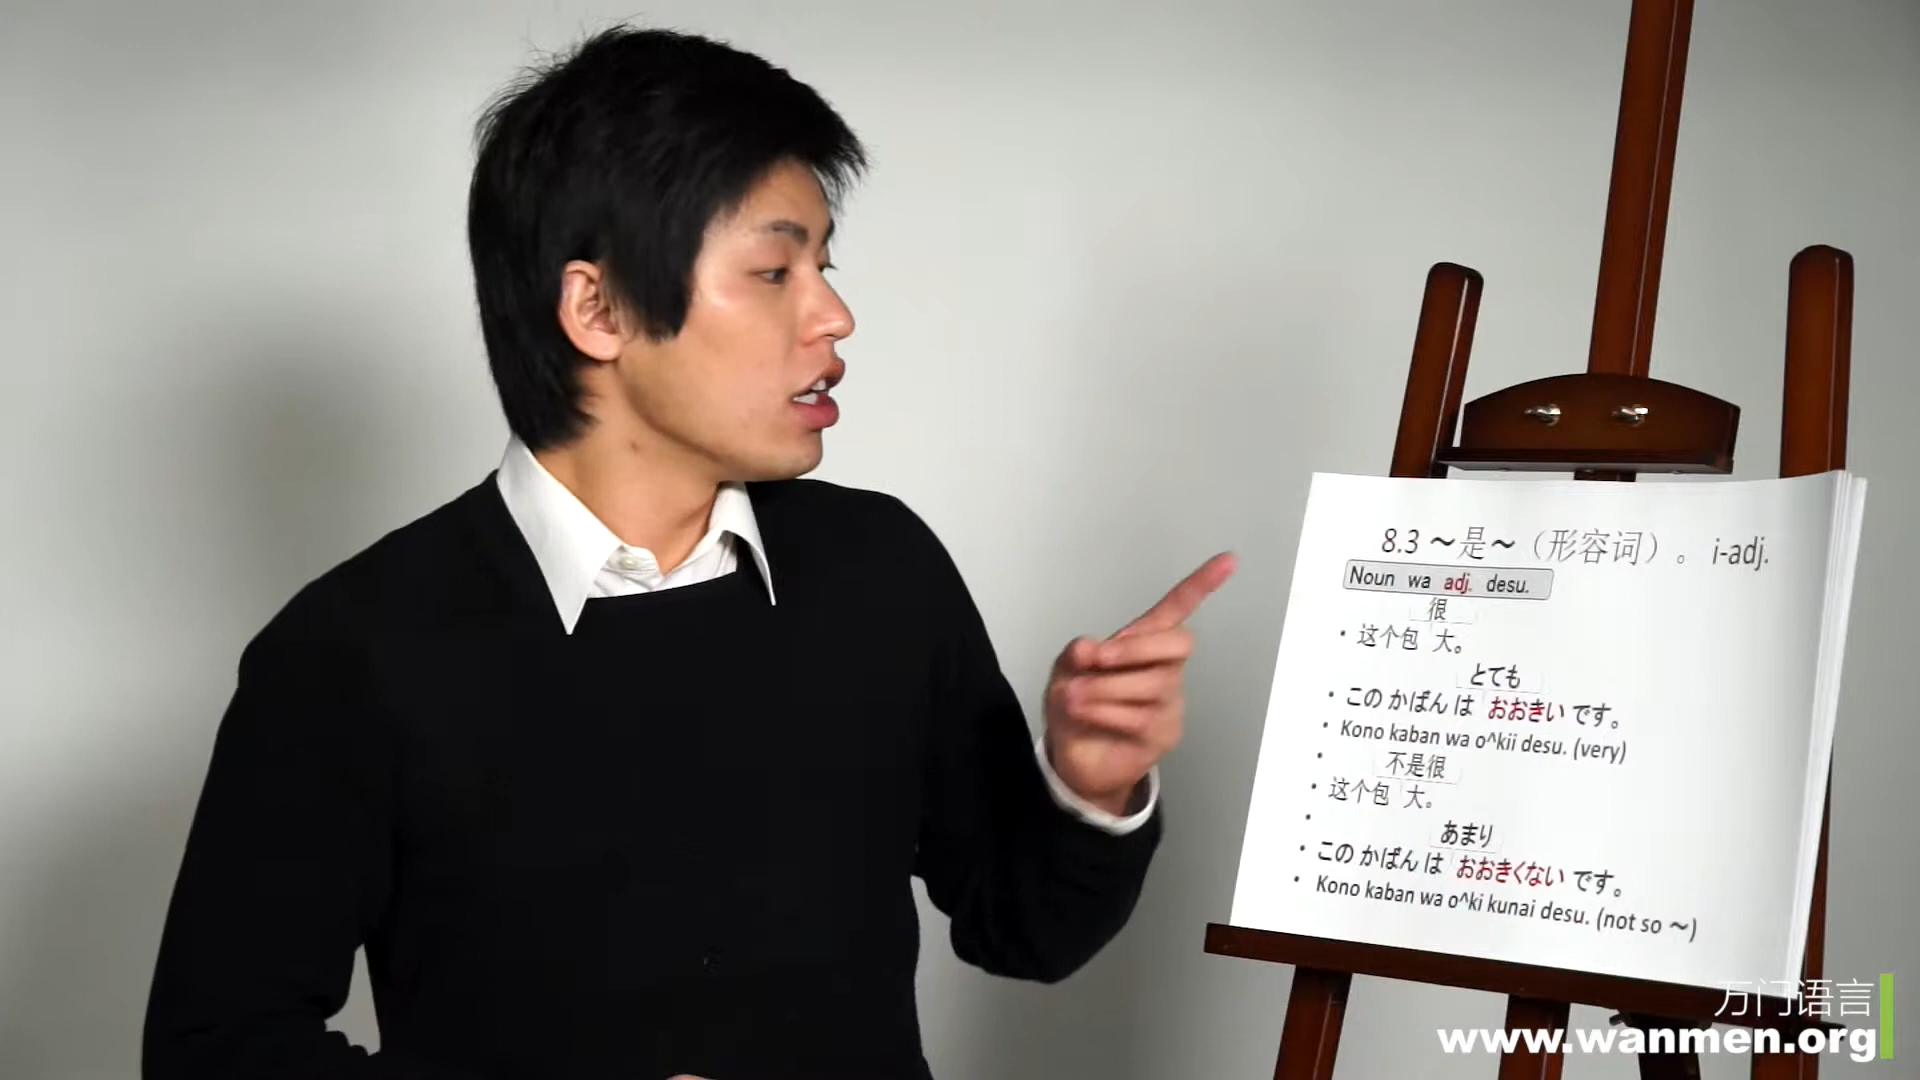 8.3 ～是～（形容词）。 i-adj.
Noun wa adj. desu.
很
• 这个包 大。
とても
• この かばん は おおきい です。
• Kono kaban wa o^kii desu. (very)
• 不是很
• 这个包 大。
•
あまり
• この かばん は おおきくない です。
• Kono kaban wa o^ki kunai desu. (not so ～)
万门语言
www.wanmen.org